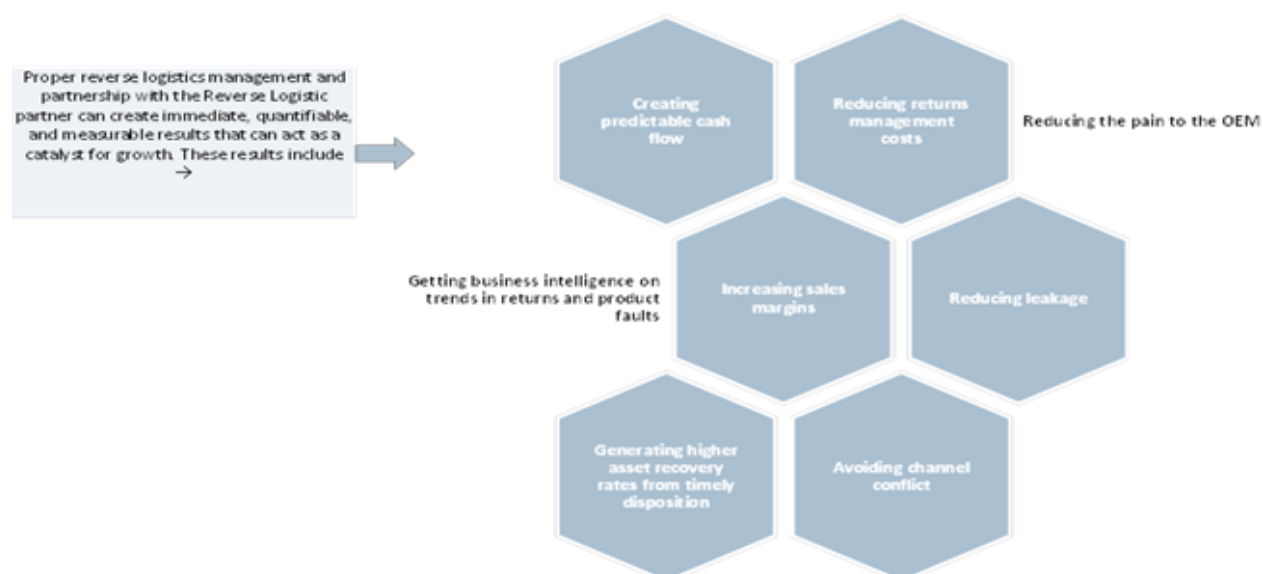 Proper reverse logistics management and
partnership with the Reverse Logistic
partner can create immediate, quantifiable,
and measurable results that can act as a
catalyst for growth. These results include
→
Creating
predictable cash
flow
Reducing returns
management
costs
Reducing the pain to the OEM
Getting business intelligence on
trends in returns and product
faults
Increasing sales
margins
Reducing leakage
Generating higher
asset recovery
rates from timely
disposition
Avoiding channel
conflict